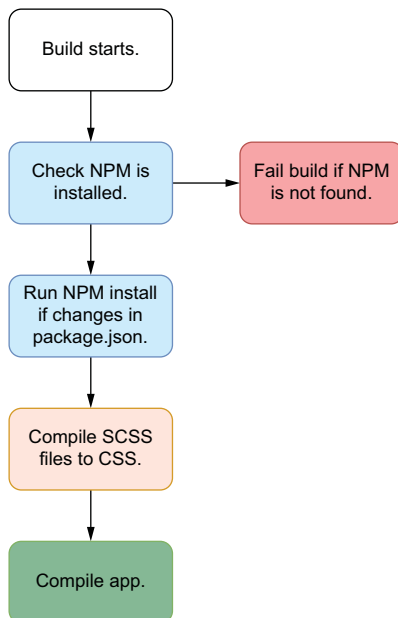 Build starts.
Check NPM is
installed.
Fail build if NPM
is not found.
Run NPM install
if changes in
package.json.
Compile SCSS
files to CSS.
Compile app.